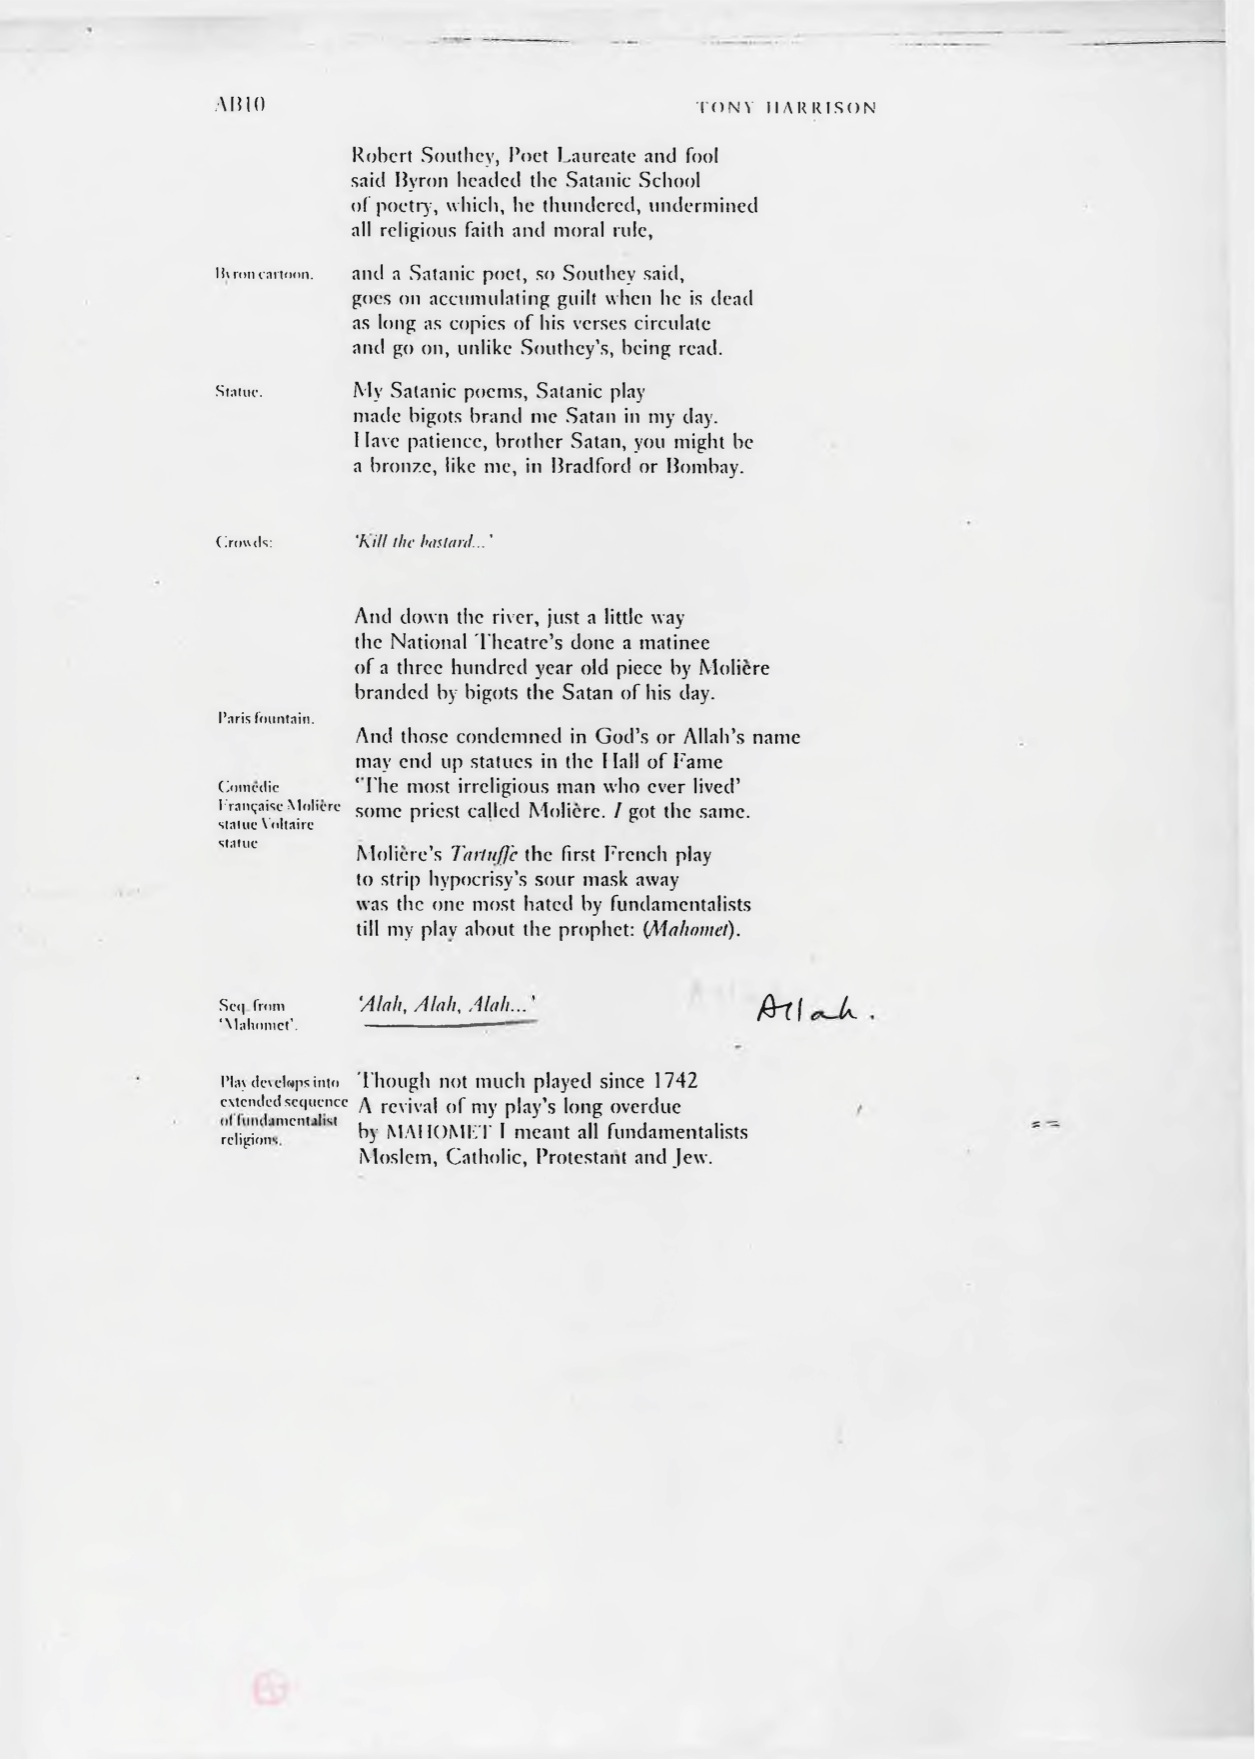 AB10
TONY HARRISON
Robert Southey, Poet Laureate and fool
said Byron headed the Satanic School
of poetry, which, he thundered, undermined
all religious faith and moral rule,
Byron cartoon.
and a Satanic poet, so Southey said,
goes on accumulating guilt when he is dead
as long as copies of his verses circulate
and go on, unlike Southey's, being read.
Statue.
My Satanic poems, Satanic play
made bigots brand me Satan in my day.
Have patience, brother Satan, you might be
a bronze, like me, in Bradford or Bombay.
Crowds:
'Kill the bastard...'
And down the river, just a little way
the National Theatre's done a matinee
of a three hundred year old piece by Molière
branded by bigots the Satan of his day.
Paris fountain.
And those condemned in God's or Allah's name
may end up statues in the Hall of Fame
'The most irreligious man who ever lived'
some priest called Molière. I got the same.
Comédie
Française Molière
statue Voltaire
statue
Molière's Tartuffe the first French play
to strip hypocrisy's sour mask away
was the one most hated by fundamentalists
till my play about the prophet: (Mahomet).
Seq. from
'Mahomet'.
'Alah, Alah, Alah...'
Allah.
Play develops into
extended sequence
of fundamentalist
religions.
Though not much played since 1742
A revival of my play's long overdue
by MAHOMET I meant all fundamentalists
Moslem, Catholic, Protestant and Jew.